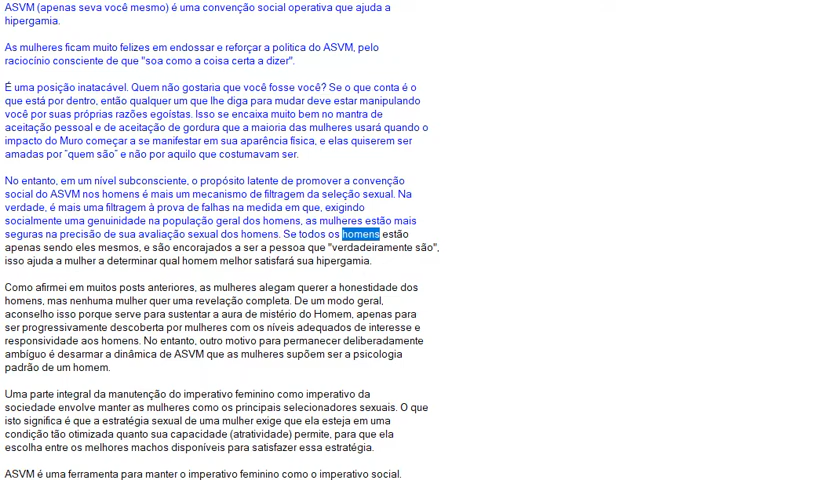 ASVM (apenas seva você mesmo) é uma convenção social operativa que ajuda a
hipergamia.
As mulheres ficam muito felizes em endossar e reforçar a politica do ASVM, pelo
raciocínio consciente de que "soa como a coisa certa a dizer".
É uma posição inatacável. Quem não gostaria que você fosse você? Se o que conta é o
que está por dentro, então qualquer um que lhe diga para mudar deve estar manipulando
você por suas próprias razões egoístas. Isso se encaixa muito bem no mantra de
aceitação pessoal e de aceitação de gordura que a maioria das mulheres usará quando o
impacto do Muro começar a se manifestar em sua aparência física, e elas quiserem ser
amadas por "quem são" e não por aquilo que costumavam ser.
No entanto, em um nível subconsciente, o propósito latente de promover a convenção
social do ASVM nos homens é mais um mecanismo de filtragem da seleção sexual. Na
verdade, é mais uma filtragem à prova de falhas na medida em que, exigindo
socialmente uma genuinidade na população geral dos homens, as mulheres estão mais
seguras na precisão de sua avaliação sexual dos homens. Se todos os homens estão
apenas sendo eles mesmos, e são encorajados a ser a pessoa que "verdadeiramente são",
isso ajuda a mulher a determinar qual homem melhor satisfará sua hipergamia.
Como afirmei em muitos posts anteriores, as mulheres alegam querer a honestidade dos
homens, mas nenhuma mulher quer uma revelação completa. De um modo geral,
aconselho isso porque serve para sustentar a aura de mistério do Homem, apenas para
ser progressivamente descoberta por mulheres com os níveis adequados de interesse e
responsividade aos homens. No entanto, outro motivo para permanecer deliberadamente
ambíguo é desarmar a dinâmica de ASVM que as mulheres supõem ser a psicologia
padrão de um homem.
Uma parte integral da manutenção do imperativo feminino como imperativo da
sociedade envolve manter as mulheres como os principais selecionadores sexuais. O que
isto significa é que a estratégia sexual de uma mulher exige que ela esteja em uma
condição tão otimizada quanto sua capacidade (atratividade) permite, para que ela
escolha entre os melhores machos disponíveis para satisfazer essa estratégia.
ASVM é uma ferramenta para manter o imperativo feminino como o imperativo social.